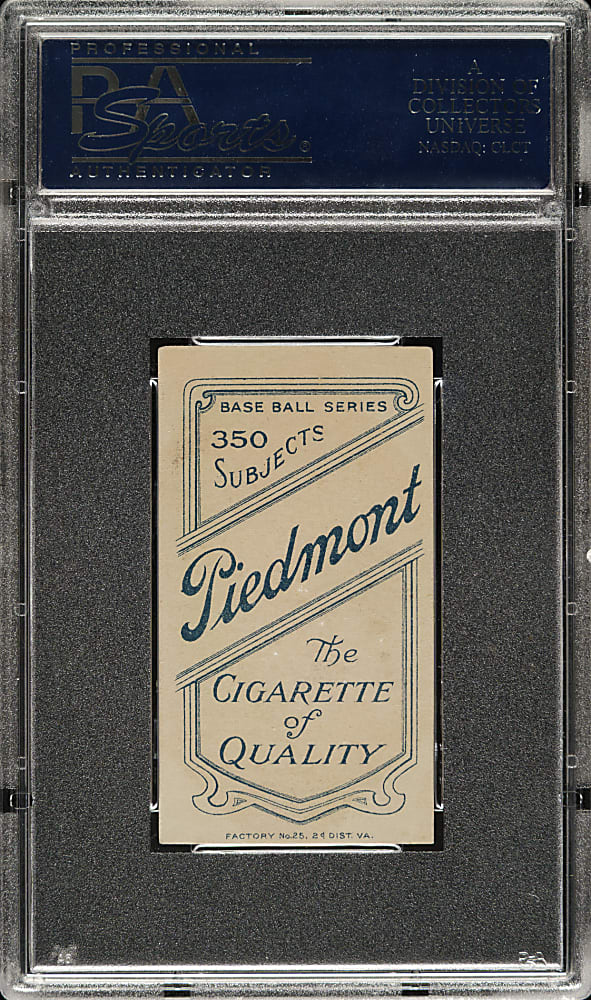 PROFESSIONAL
PSA
Sports®
AUTHENTICATOR
A
DIVISION OF
COLLECTORS
UNIVERSE
NASDAQ: CLCT
BASE BALL SERIES
350
SUBJECTS
Piedmont
The
CIGARETTE
of
QUALITY
FACTORY No.25, 2d DIST. VA.
PSA